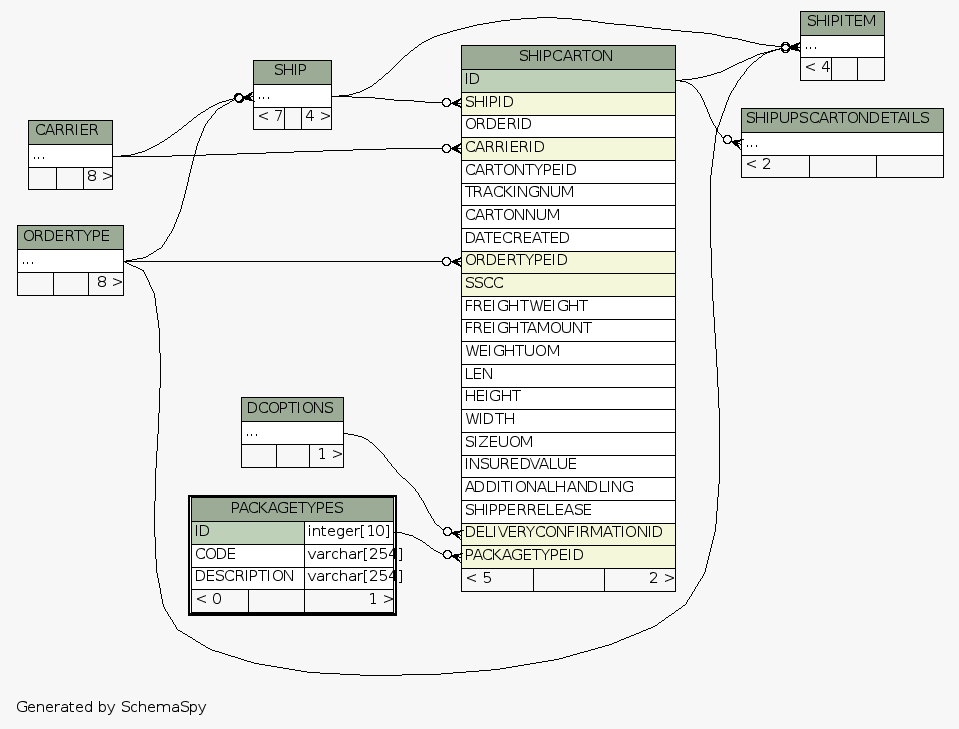 SHIPITEM
...
< 4
SHIPCARTON
ID
SHIPID
ORDERID
CARRIERID
CARTONTYPEID
TRACKINGNUM
CARTONNUM
DATECREATED
ORDERTYPEID
SSCC
FREIGHTWEIGHT
FREIGHTAMOUNT
WEIGHTUOM
LEN
HEIGHT
WIDTH
SIZEUOM
INSUREDVALUE
ADDITIONALHANDLING
SHIPPERRELEASE
DELIVERYCONFIRMATIONID
PACKAGETYPEID
< 5 2 >
SHIP
...
< 7 4 >
SHIPUPSCARTONDETAILS
...
< 2
CARRIER
...
8 >
ORDERTYPE
...
8 >
DCOPTIONS
...
1 >
PACKAGETYPES
ID integer[10]
CODE varchar[254]
DESCRIPTION varchar[254]
< 0 1 >
Generated by SchemaSpy